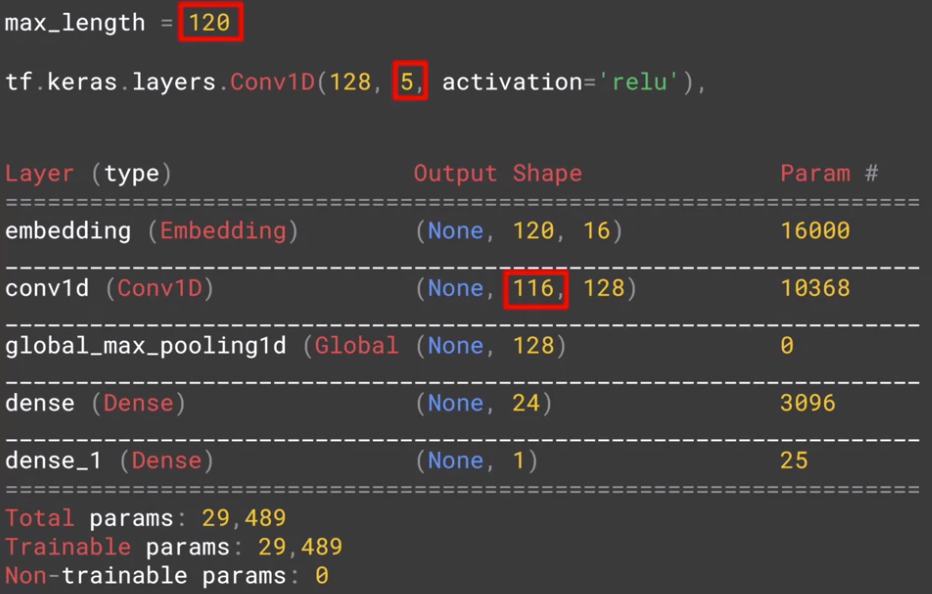 max_length = 120
tf.keras.layers.Conv1D(128, 5, activation='relu'),
Layer (type) Output Shape Param #
=================================================================
embedding (Embedding) (None, 120, 16) 16000
_________________________________________________________________
conv1d (Conv1D) (None, 116, 128) 10368
_________________________________________________________________
global_max_pooling1d (Global (None, 128) 0
_________________________________________________________________
dense (Dense) (None, 24) 3096
_________________________________________________________________
dense_1 (Dense) (None, 1) 25
=================================================================
Total params: 29,489
Trainable params: 29,489
Non-trainable params: 0